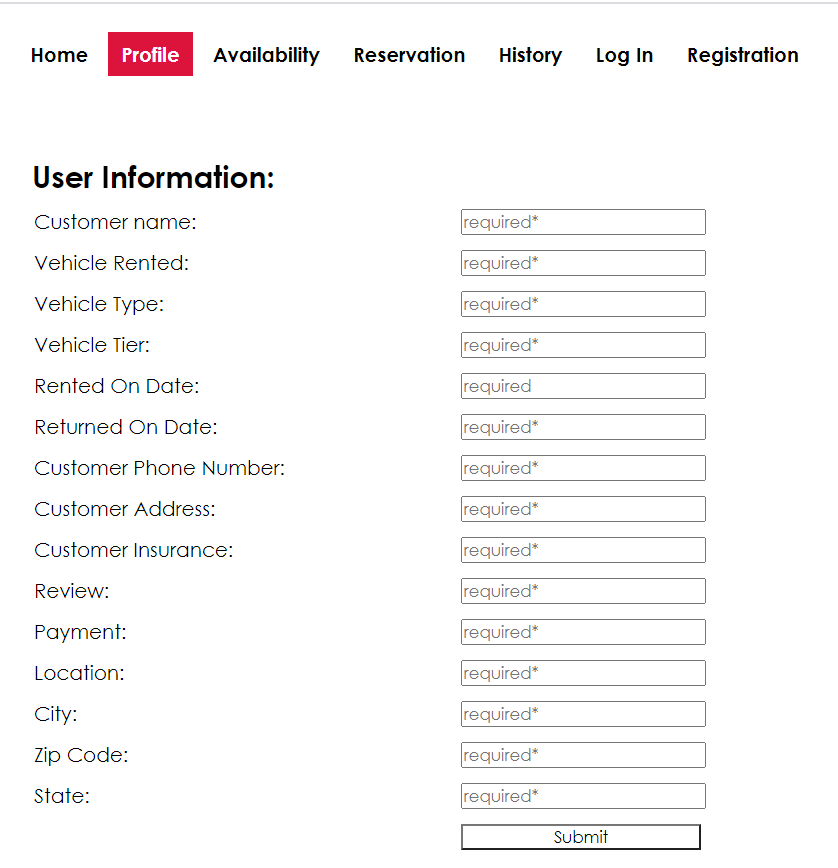 Home Profile Availability Reservation History Log In Registration
User Information:
Customer name: required*
Vehicle Rented: required*
Vehicle Type: required*
Vehicle Tier: required*
Rented On Date: required
Returned On Date: required*
Customer Phone Number: required*
Customer Address: required*
Customer Insurance: required*
Review: required*
Payment: required*
Location: required*
City: required*
Zip Code: required*
State: required*
Submit